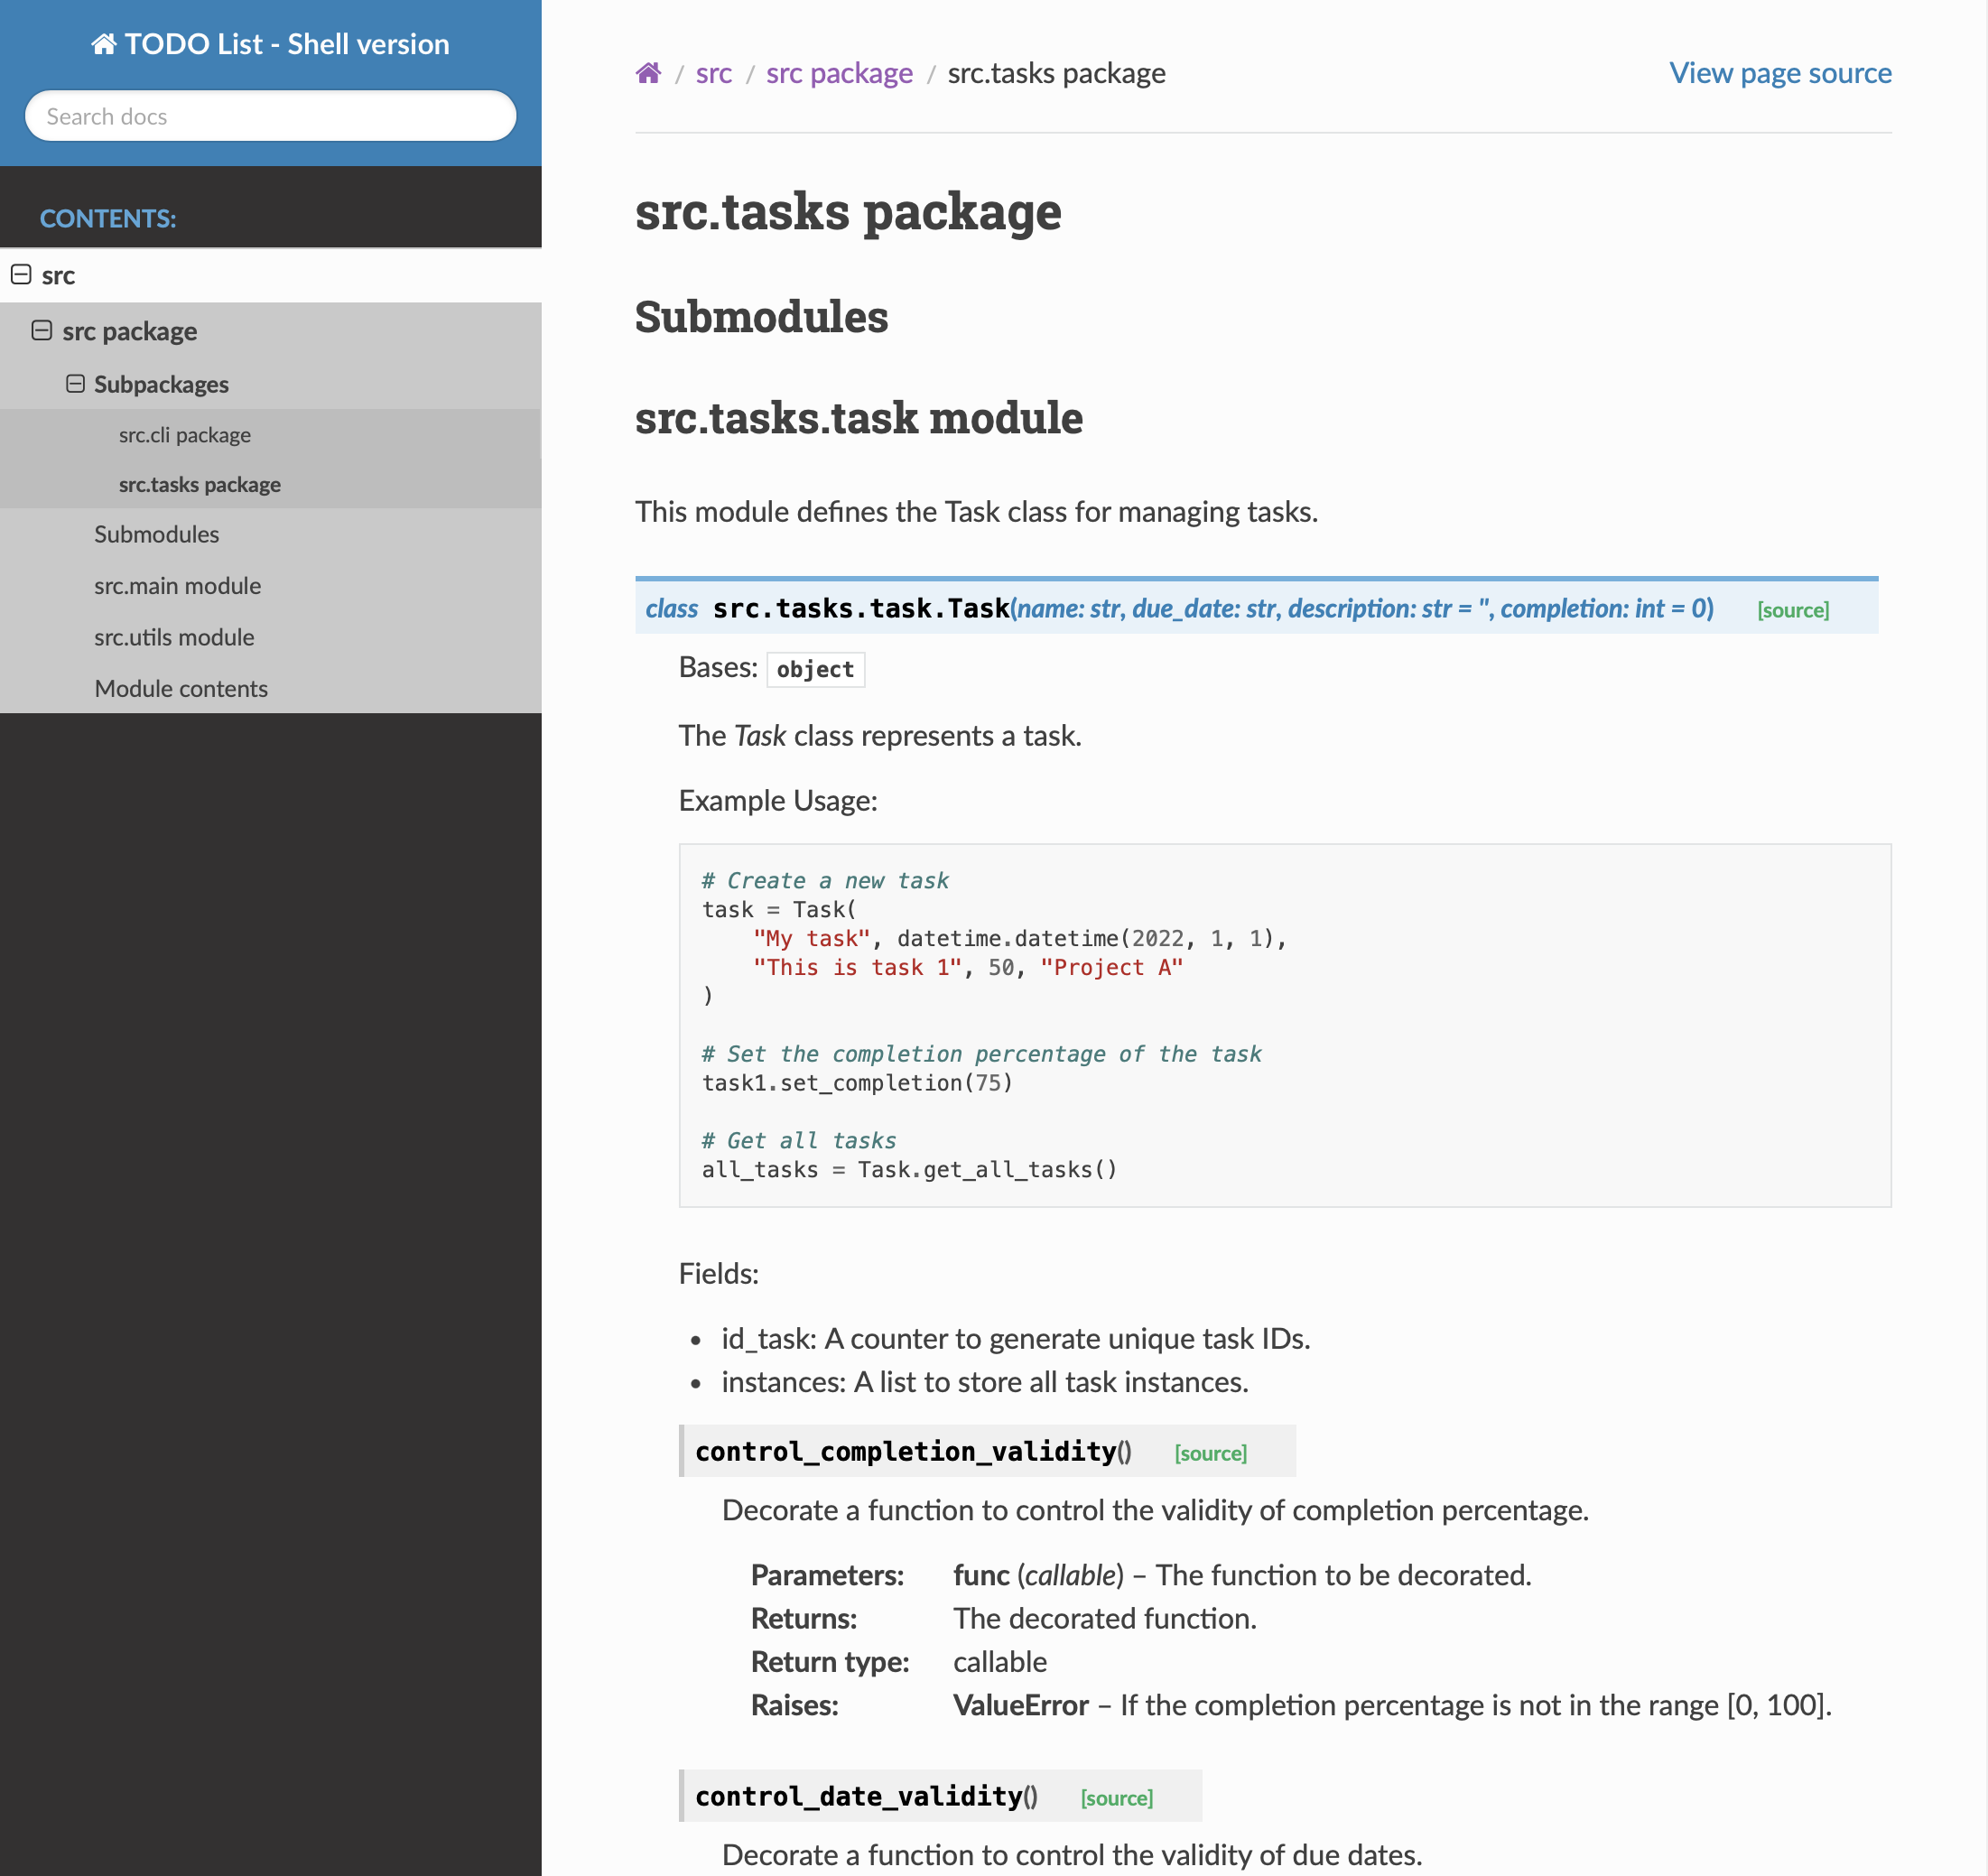 TODO List - Shell version
Search docs
CONTENTS:
src
src package
Subpackages
src.cli package
src.tasks package
Submodules
src.main module
src.utils module
Module contents
/ src / src package / src.tasks package
View page source
src.tasks package
Submodules
src.tasks.task module
This module defines the Task class for managing tasks.
class src.tasks.task.Task(name: str, due_date: str, description: str = '', completion: int = 0) [source]
Bases: object
The Task class represents a task.
Example Usage:
# Create a new task
task = Task(
    "My task", datetime.datetime(2022, 1, 1),
    "This is task 1", 50, "Project A"
)
# Set the completion percentage of the task
task1.set_completion(75)
# Get all tasks
all_tasks = Task.get_all_tasks()
Fields:
• id_task: A counter to generate unique task IDs.
• instances: A list to store all task instances.
control_completion_validity() [source]
Decorate a function to control the validity of completion percentage.
Parameters: func (callable) – The function to be decorated.
Returns: The decorated function.
Return type: callable
Raises: ValueError – If the completion percentage is not in the range [0, 100].
control_date_validity() [source]
Decorate a function to control the validity of due dates.